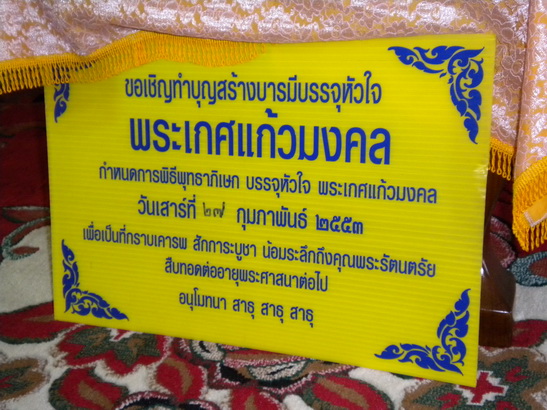 ขอเชิญทำบุญสร้างบารมีบรรจุหัวใจ
พระเกศแก้วมงคล
กำหนดการพิธีพุทธาภิเษก บรรจุหัวใจ พระเกศแก้วมงคล
วันเสาร์ที่ ๒๗ กุมภาพันธ์ ๒๕๕๓
เพื่อเป็นที่กราบเคารพ สักการะบูชา น้อมระลึกถึงคุณพระรัตนตรัย
สืบทอดต่ออายุพระศาสนาต่อไป
อนุโมทนา สาธุ สาธุ สาธุ